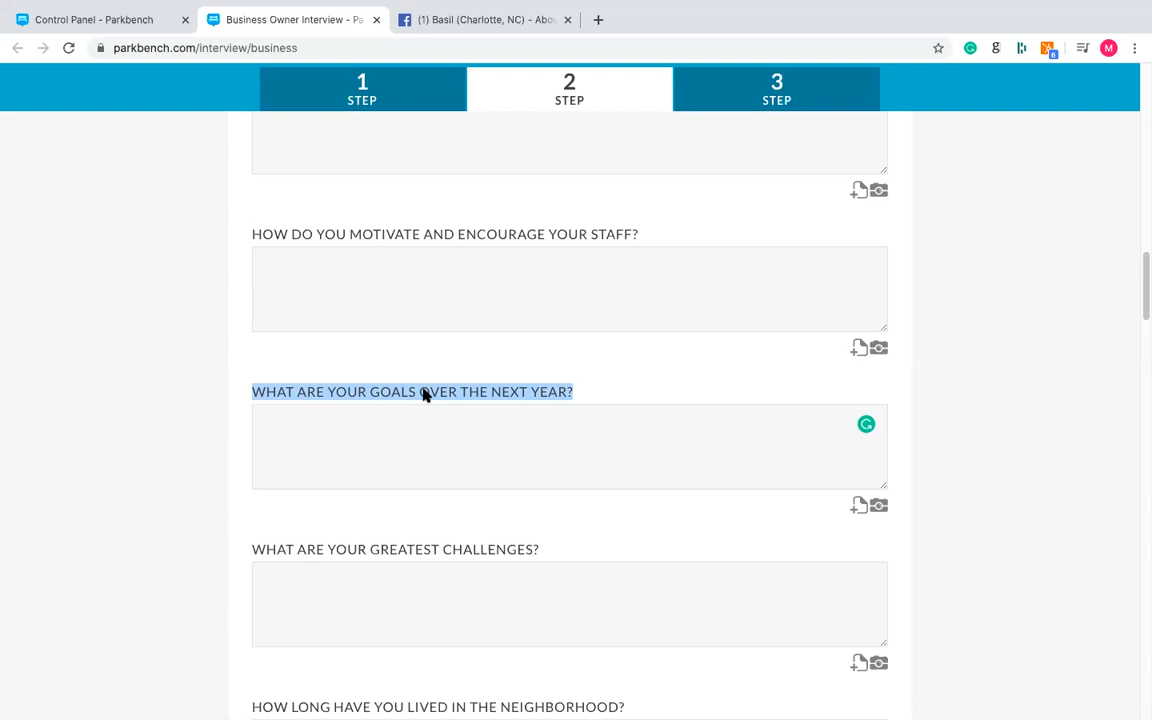 Control Panel - Parkbench
Business Owner Interview - Pa
(1) Basil (Charlotte, NC) - Abou
parkbench.com/interview/business
6
M
1
STEP
2
STEP
3
STEP
HOW DO YOU MOTIVATE AND ENCOURAGE YOUR STAFF?
WHAT ARE YOUR GOALS OVER THE NEXT YEAR?
WHAT ARE YOUR GREATEST CHALLENGES?
HOW LONG HAVE YOU LIVED IN THE NEIGHBORHOOD?